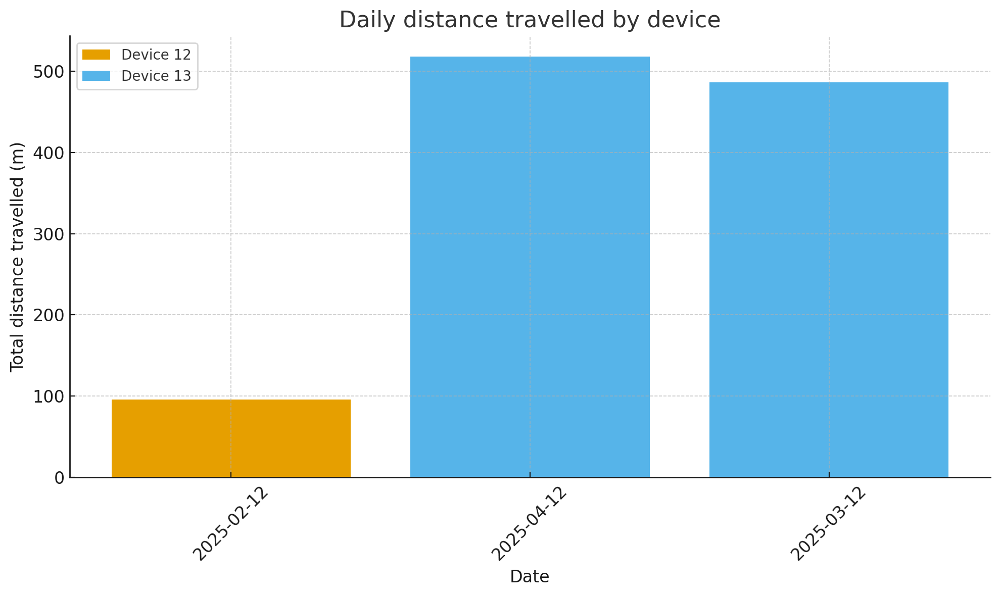 Daily distance travelled by device
Device 12
Device 13
Total distance travelled (m)
500
400
300
200
100
0
2025-02-12
2025-04-12
2025-03-12
Date